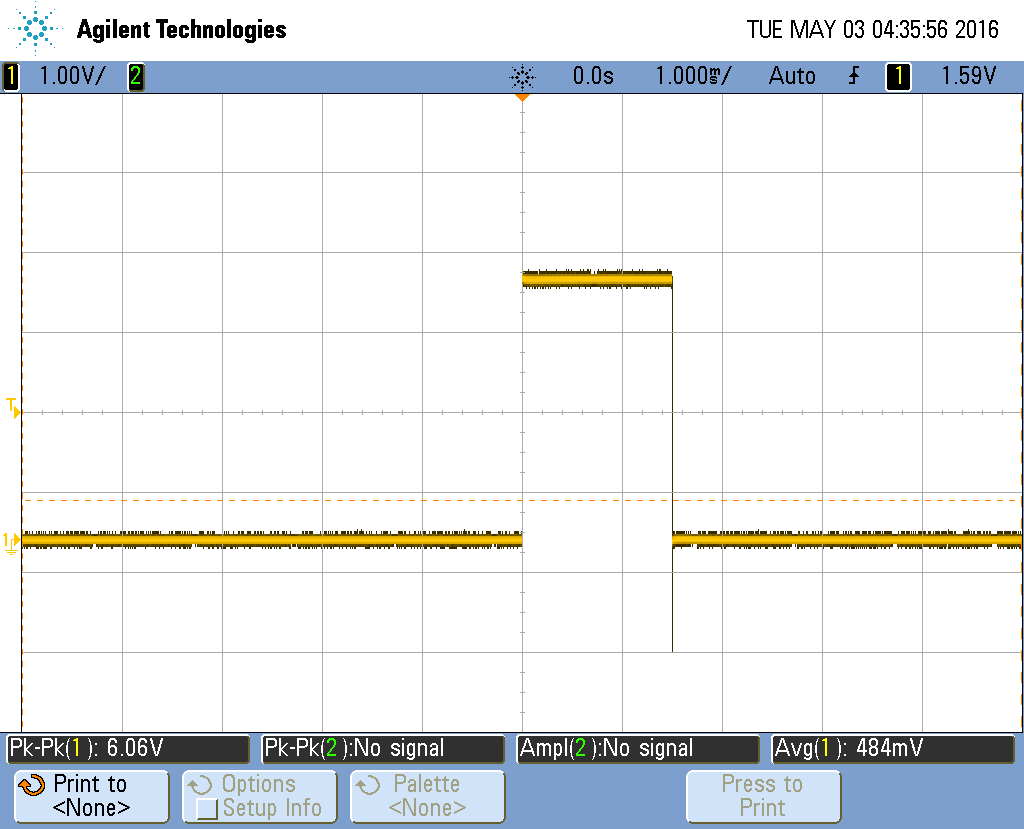 Agilent Technologies
TUE MAY 03 04:35:56 2016
1 1.00V/ 2 0.0s 1.000ms/ Auto 1 1.59V
T
1
Pk-Pk(1): 6.06V
Pk-Pk(2):No signal
Ampl(2):No signal
Avg(1): 484mV
Print to
<None>
Options
Setup Info
Palette
<None>
Press to
Print